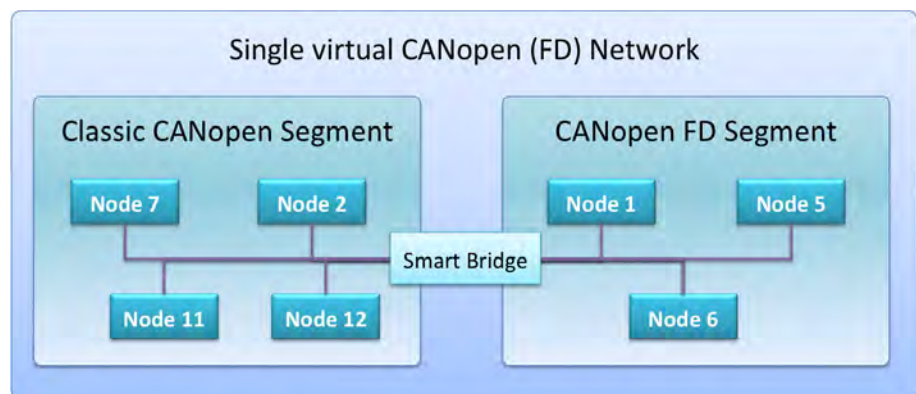 Single virtual CANopen (FD) Network
Classic CANopen Segment
Node 7
Node 2
Node 11
Node 12
Smart Bridge
CANopen FD Segment
Node 1
Node 5
Node 6